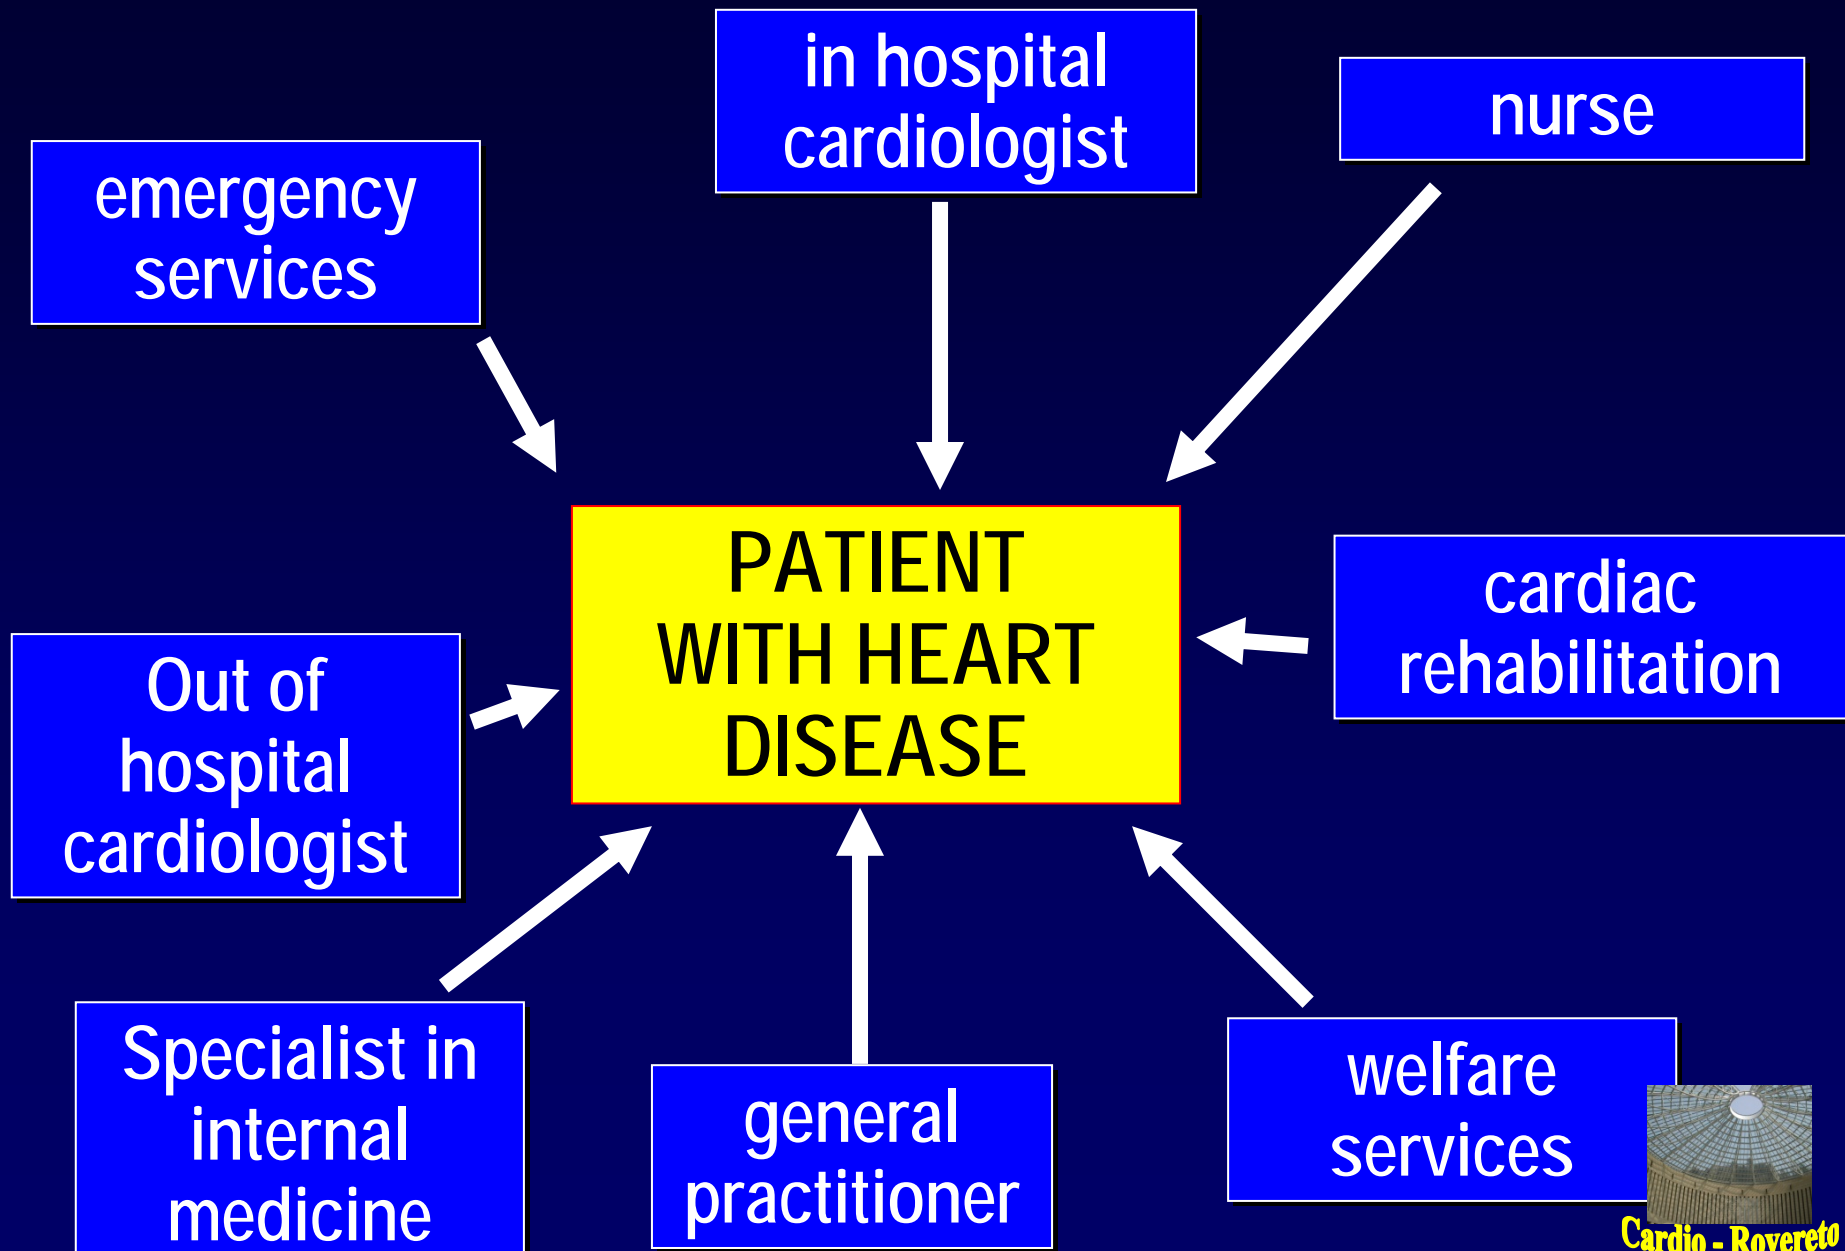 in hospital
cardiologist
nurse
emergency
services
PATIENT
WITH HEART
DISEASE
cardiac
rehabilitation
Out of
hospital
cardiologist
Specialist in
internal
medicine
general
practitioner
welfare
services
Cardio - Rovereto